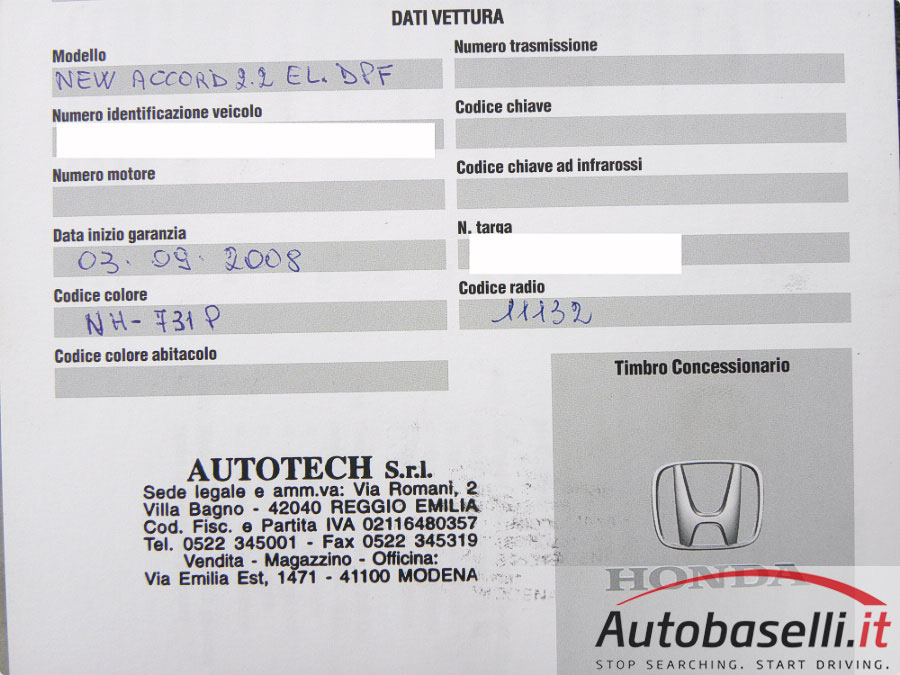 DATI VETTURA
Modello
NEW ACCORD 2.2 EL. DPF
Numero identificazione veicolo
Numero motore
Data inizio garanzia
03. 09. 2008
Codice colore
NH-731P
Codice colore abitacolo
Numero trasmissione
Codice chiave
Codice chiave ad infrarossi
N. targa
Codice radio
11132
Timbro Concessionario
HONDA
AUTOTECH S.r.l.
Sede legale e amm.va: Via Romani, 2
Villa Bagno - 42040 REGGIO EMILIA
Cod. Fisc. e Partita IVA 02116480357
Tel. 0522 345001 - Fax 0522 345319
Vendita - Magazzino - Officina:
Via Emilia Est, 1471 - 41100 MODENA
Autobaselli.it
STOP SEARCHING. START DRIVING.